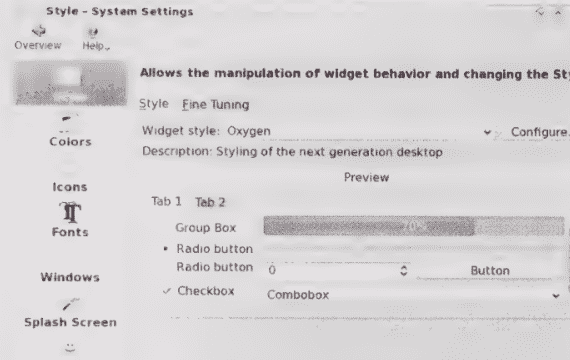 Style - System Settings
Overview Help
Allows the manipulation of widget behavior and changing the
Style Fine Tuning
Widget style: Oxygen Configure
Description: Styling of the next generation desktop
Preview
Tab 1 Tab 2
Group Box
Radio button
Radio button 0 Button
Checkbox Combobox
Colors
Icons
Fonts
Windows
Splash Screen